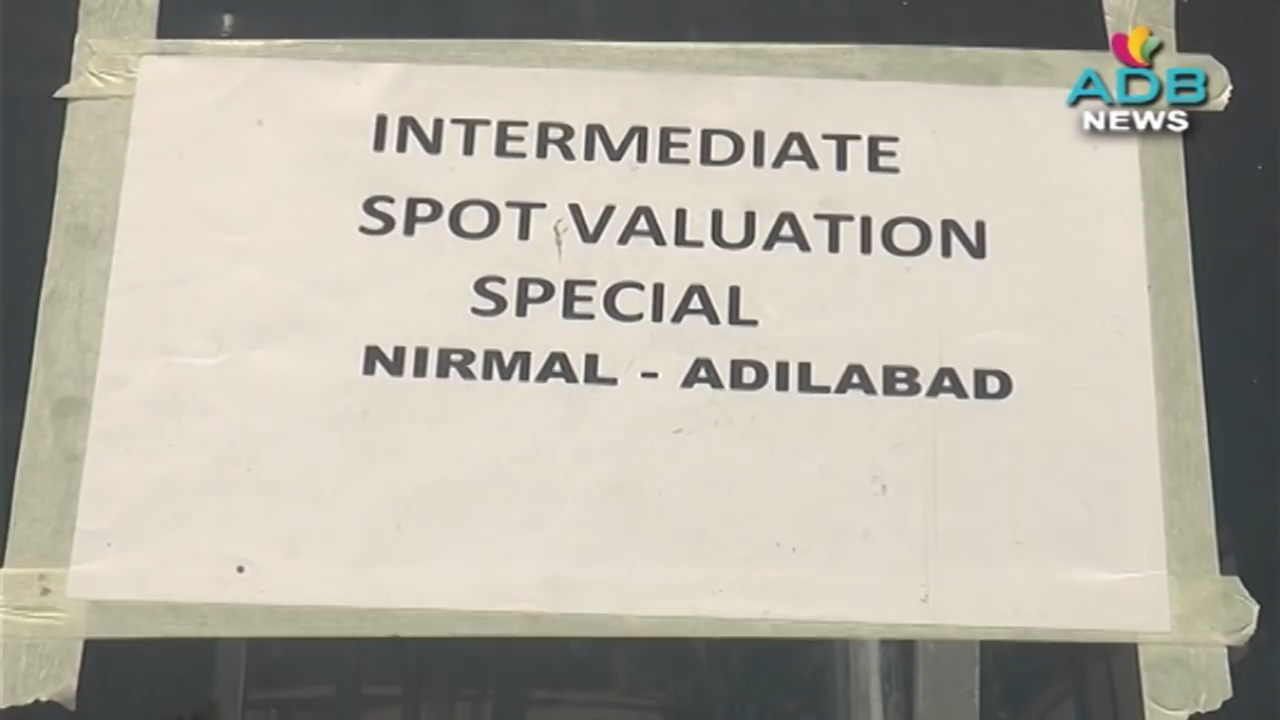 INTERMEDIATE
SPOT VALUATION
SPECIAL
NIRMAL - ADILABAD
ADB
NEWS